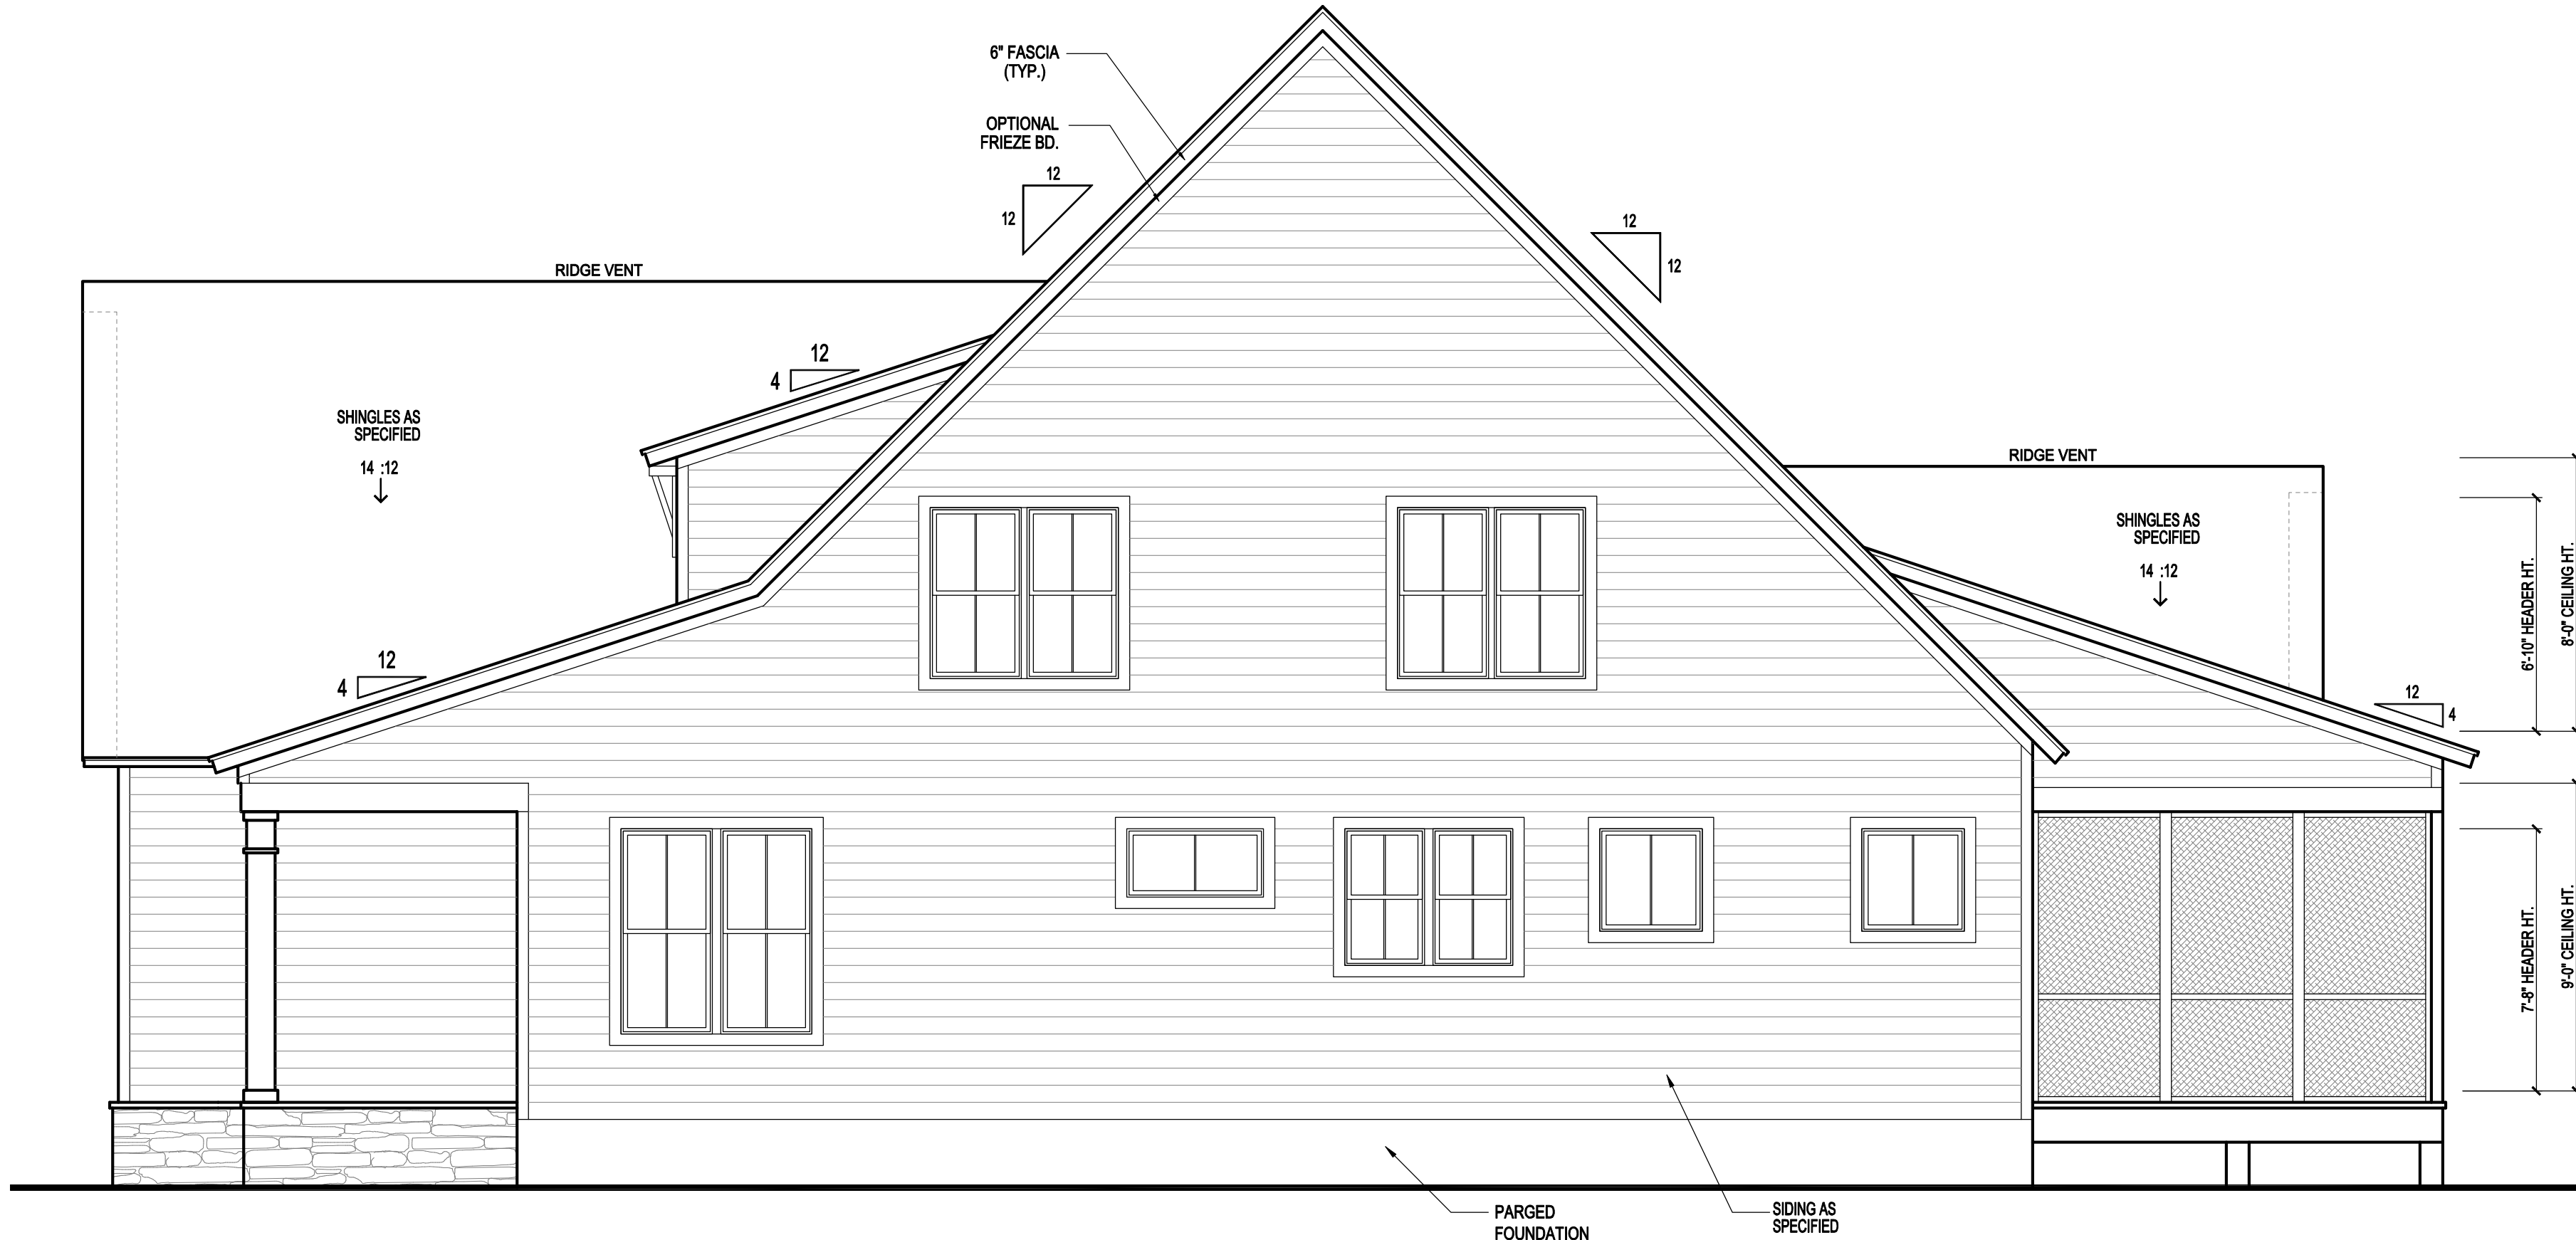 6" FASCIA
(TYP.)
OPTIONAL
FRIEZE BD.
12
12
12
12
RIDGE VENT
12
4
SHINGLES AS
SPECIFIED
14 :12
RIDGE VENT
SHINGLES AS
SPECIFIED
14 :12
12
4
12
4
6'-10" HEADER HT.
8'-0" CEILING HT.
7'-8" HEADER HT.
9'-0" CEILING HT.
PARGED
FOUNDATION
SIDING AS
SPECIFIED